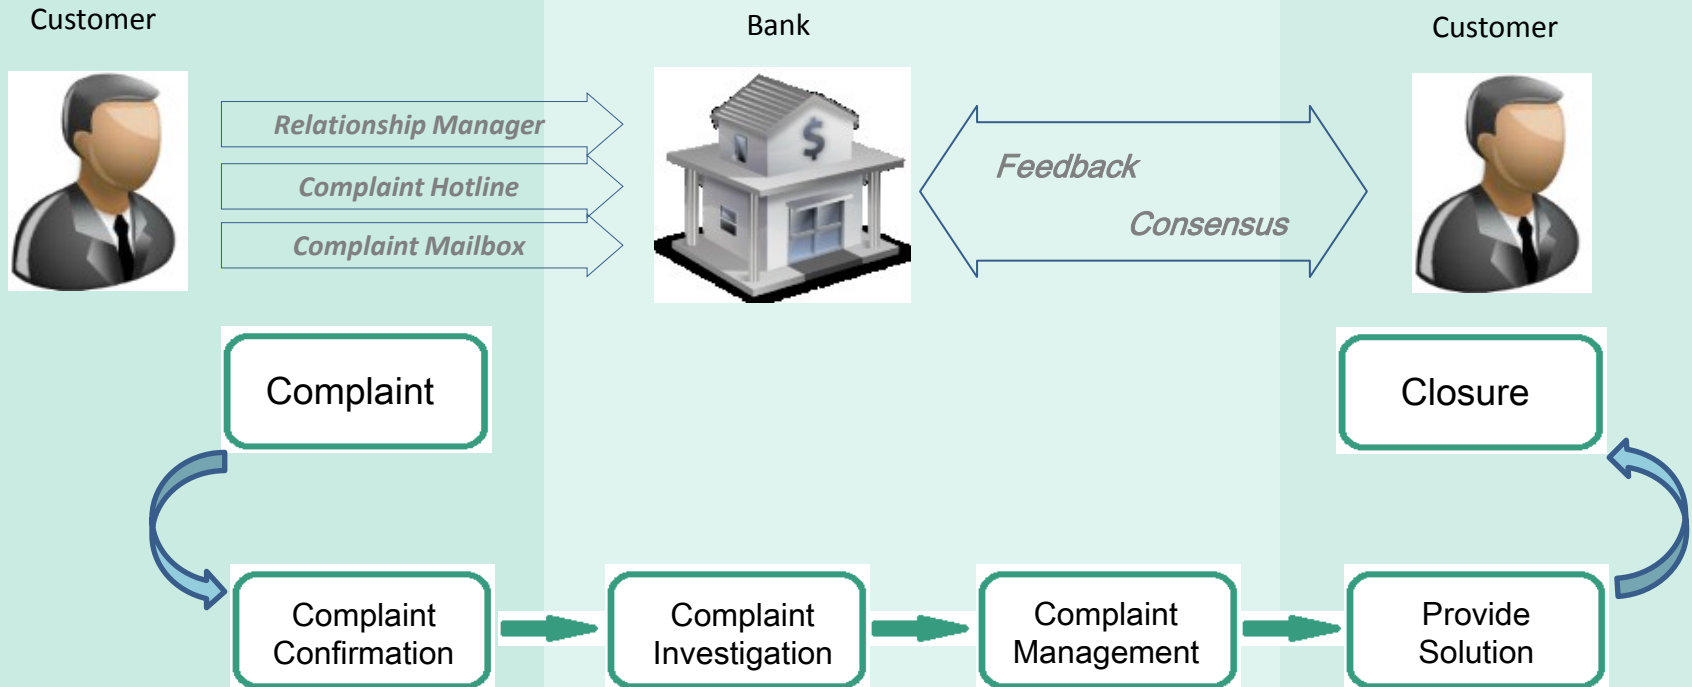 Customer
Bank
Customer
Relationship Manager
Complaint Hotline
Complaint Mailbox
$
Feedback
Consensus
Complaint
Closure
Complaint
Confirmation
Complaint
Investigation
Complaint
Management
Provide
Solution